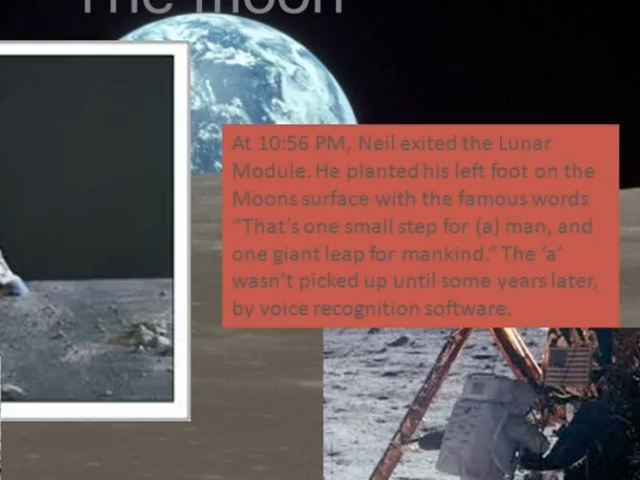 The Moon
At 10:56 PM, Neil exited the Lunar
Module. He planted his left foot on the
Moons surface with the famous words
“That’s one small step for (a) man, and
one giant leap for mankind.” The ‘a’
wasn’t picked up until some years later,
by voice recognition software.